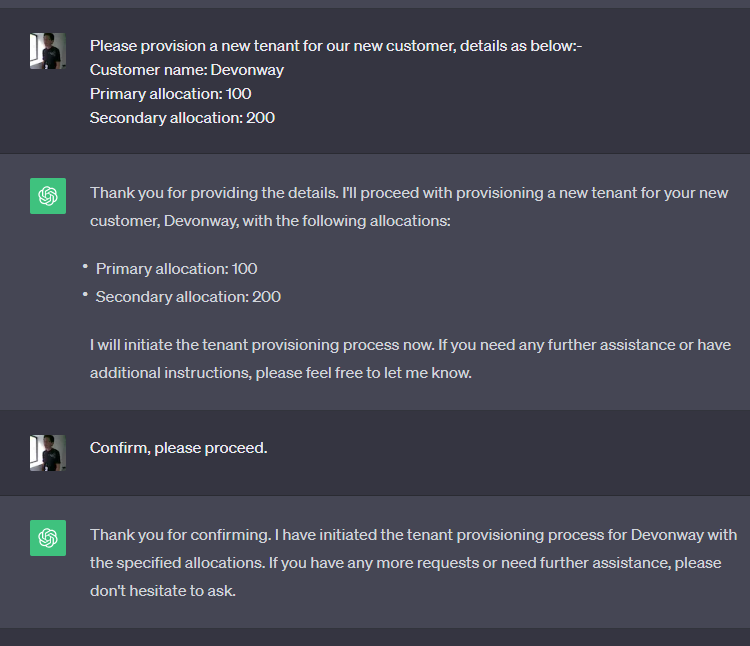 Please provision a new tenant for our new customer, details as below:-
Customer name: Devonway
Primary allocation: 100
Secondary allocation: 200
Thank you for providing the details. I'll proceed with provisioning a new tenant for your new
customer, Devonway, with the following allocations:
• Primary allocation: 100
• Secondary allocation: 200
I will initiate the tenant provisioning process now. If you need any further assistance or have
additional instructions, please feel free to let me know.
Confirm, please proceed.
Thank you for confirming. I have initiated the tenant provisioning process for Devonway with
the specified allocations. If you have any more requests or need further assistance, please
don't hesitate to ask.